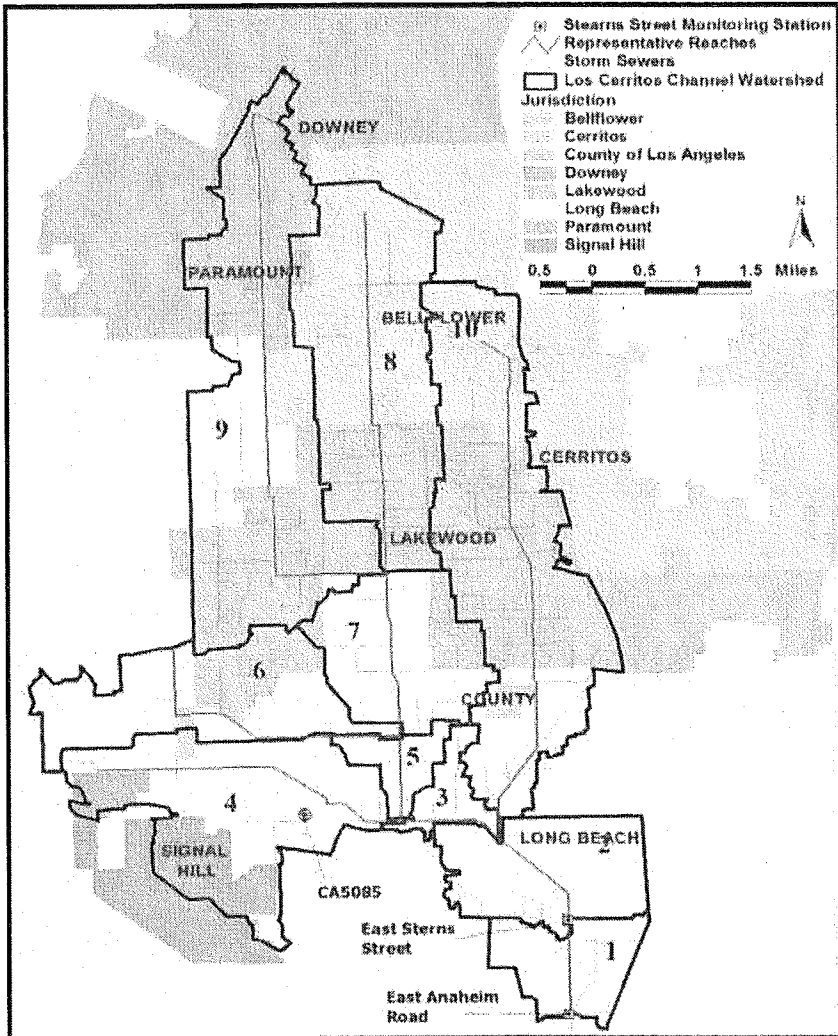 Stearns Street Monitoring Station
Representative Reaches
Storm Sewers
Los Cerritos Channel Watershed
Jurisdiction
Bellflower
Cerritos
County of Los Angeles
Downey
Lakewood
Long Beach
Paramount
Signal Hill
N
0.5 0 0.5 1 1.5 Miles
DOWNEY
PARAMOUNT
BELLFLOWER
10
8
9
CERRITOS
LAKEWOOD
7
6
COUNTY
5
3
4
SIGNAL
HILL
LONG BEACH
2
CA5085
East Sterns
Street
1
East Anaheim
Road